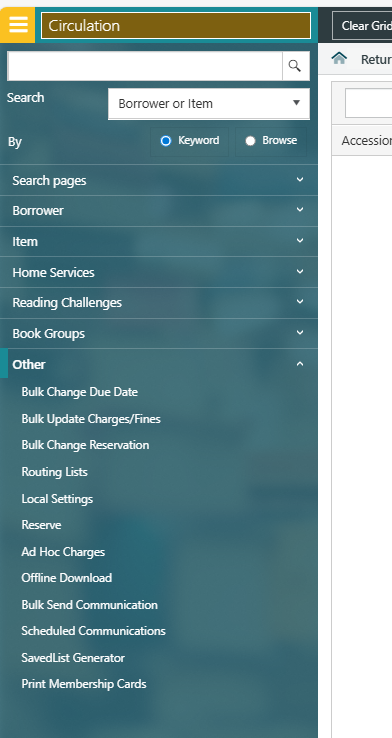 Circulation
Clear Grid
Search
Borrower or Item
Retur
By
Keyword
Browse
Accession
Search pages
Borrower
Item
Home Services
Reading Challenges
Book Groups
Other
Bulk Change Due Date
Bulk Update Charges/Fines
Bulk Change Reservation
Routing Lists
Local Settings
Reserve
Ad Hoc Charges
Offline Download
Bulk Send Communication
Scheduled Communications
SavedList Generator
Print Membership Cards